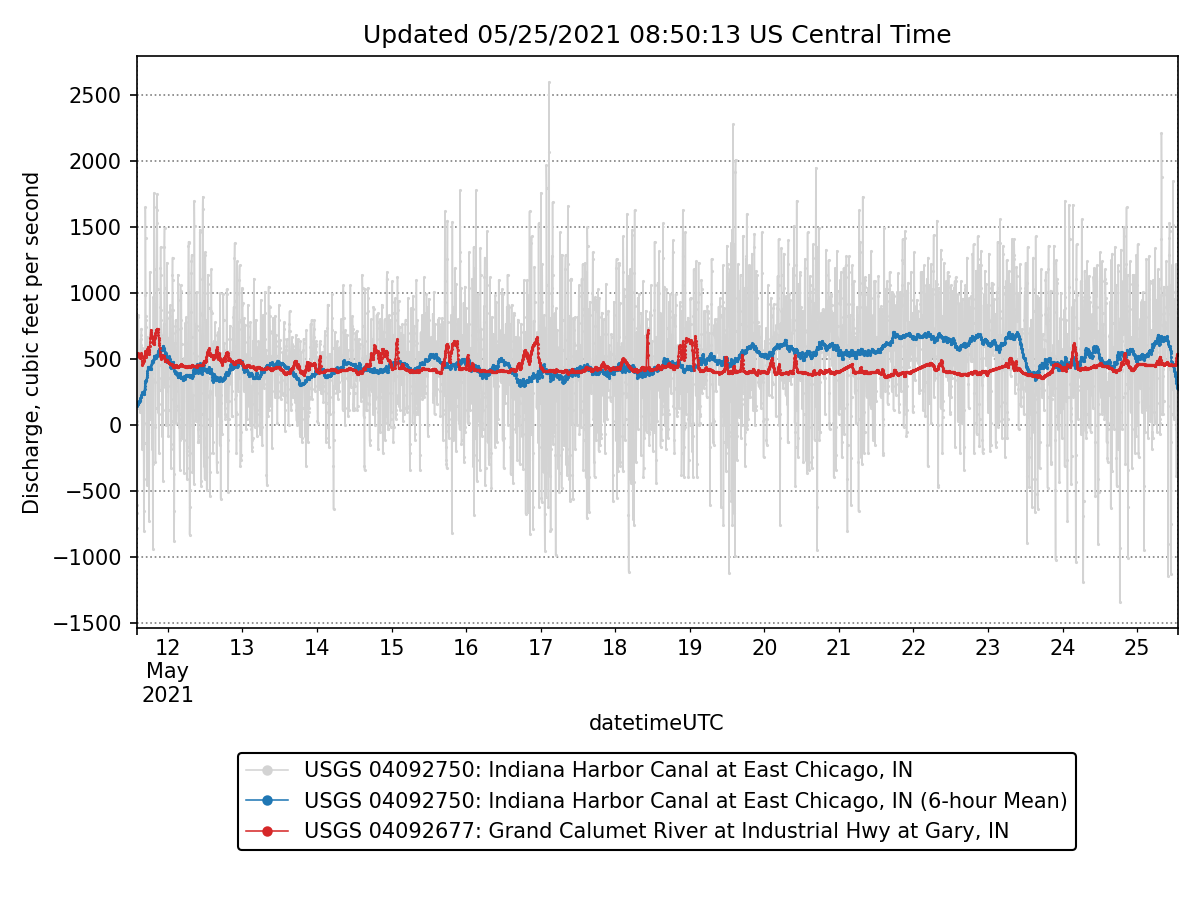 Updated 05/25/2021 08:50:13 US Central Time
Discharge, cubic feet per second
2500
2000
1500
1000
500
0
−500
−1000
−1500
12 13 14 15 16 17 18 19 20 21 22 23 24 25
May
2021
datetimeUTC
USGS 04092750: Indiana Harbor Canal at East Chicago, IN
USGS 04092750: Indiana Harbor Canal at East Chicago, IN (6-hour Mean)
USGS 04092677: Grand Calumet River at Industrial Hwy at Gary, IN